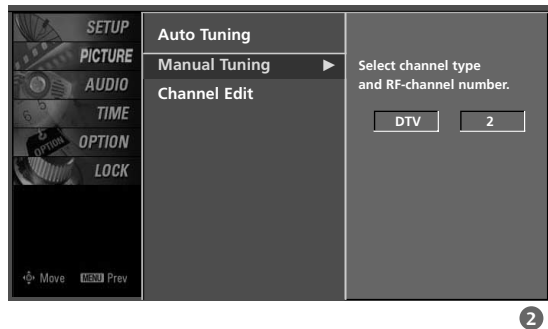 SETUP
PICTURE
AUDIO
TIME
OPTION
LOCK
Move MENU Prev
Auto Tuning
Manual Tuning ▶
Channel Edit
Select channel type
and RF-channel number.
DTV 2
2